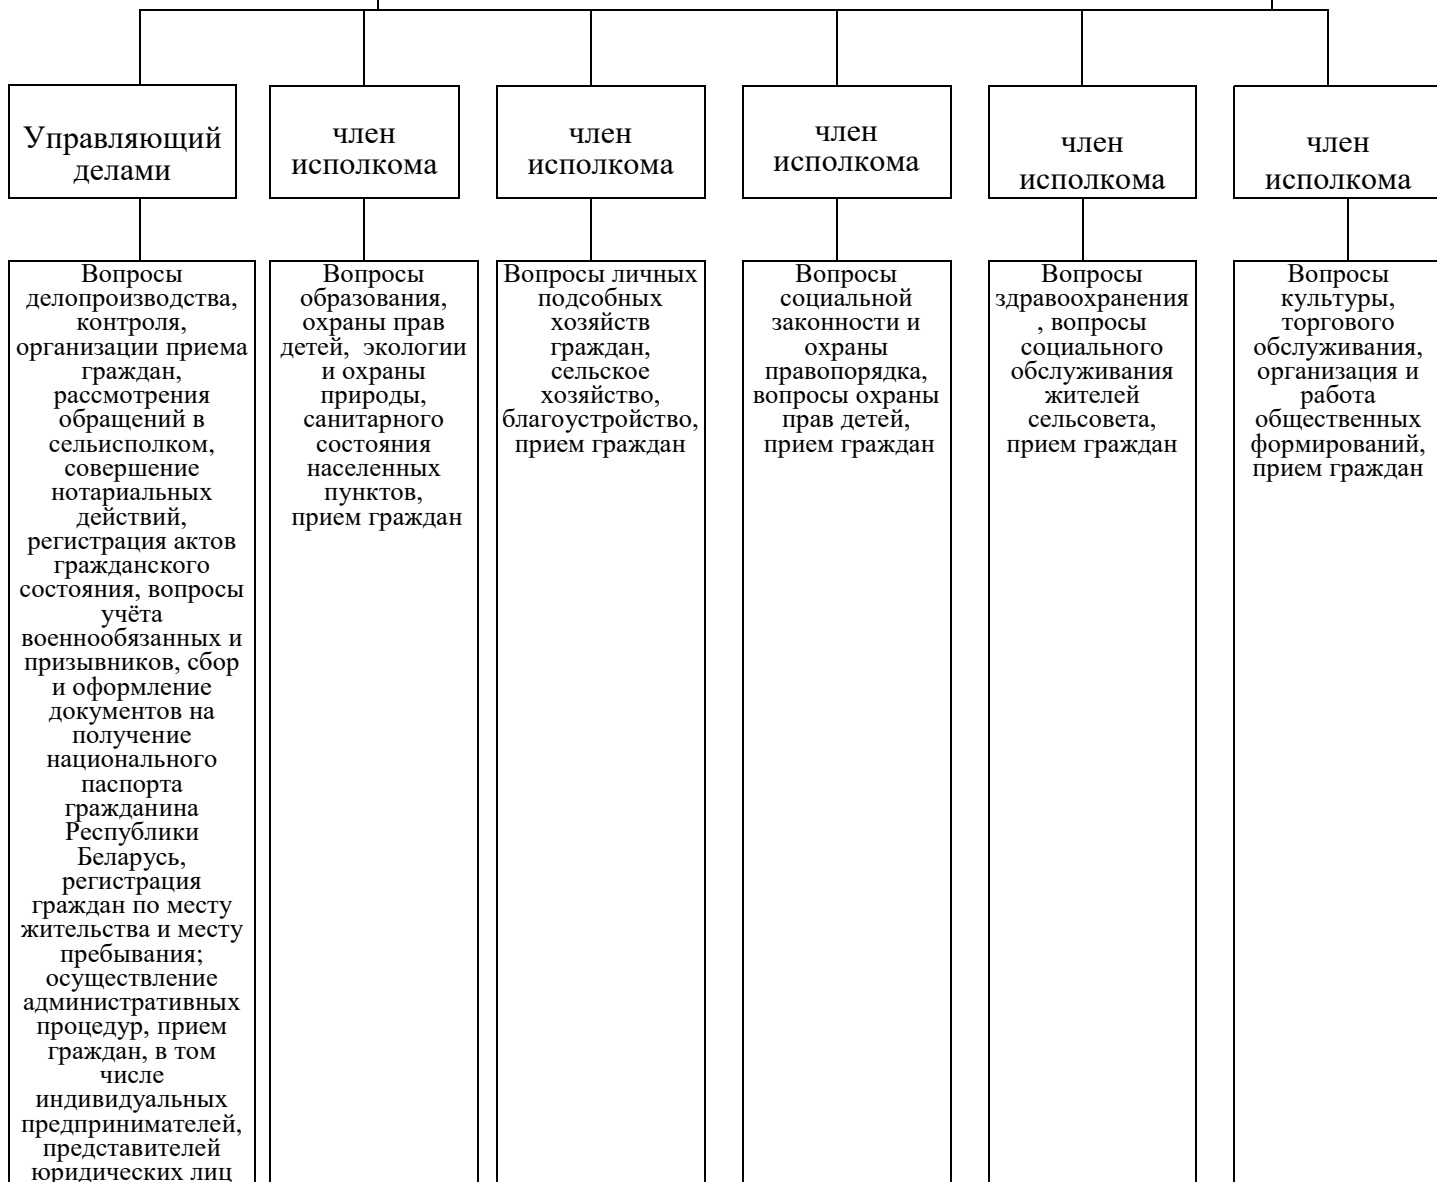 Управляющий
делами
член
исполкома
член
исполкома
член
исполкома
член
исполкома
член
исполкома
Вопросы
делопроизводства,
контроля,
организации приема
граждан,
рассмотрения
обращений в
сельисполком,
совершение
нотариальных
действий,
регистрация актов
гражданского
состояния, вопросы
учёта
военнообязанных и
призывников, сбор
и оформление
документов на
получение
национального
паспорта
гражданина
Республики
Беларусь,
регистрация
граждан по месту
жительства и месту
пребывания;
осуществление
административных
процедур, прием
граждан, в том
числе
индивидуальных
предпринимателей,
представителей
юридических лиц
Вопросы
образования,
охраны прав
детей, экологии
и охраны
природы,
санитарного
состояния
населенных
пунктов,
прием граждан
Вопросы личных
подсобных
хозяйств
граждан,
сельское
хозяйство,
благоустройство,
прием граждан
Вопросы
социальной
законности и
охраны
правопорядка,
вопросы охраны
прав детей,
прием граждан
Вопросы
здравоохранения
, вопросы
социального
обслуживания
жителей
сельсовета,
прием граждан
Вопросы
культуры,
торгового
обслуживания,
организация и
работа
общественных
формирований,
прием граждан